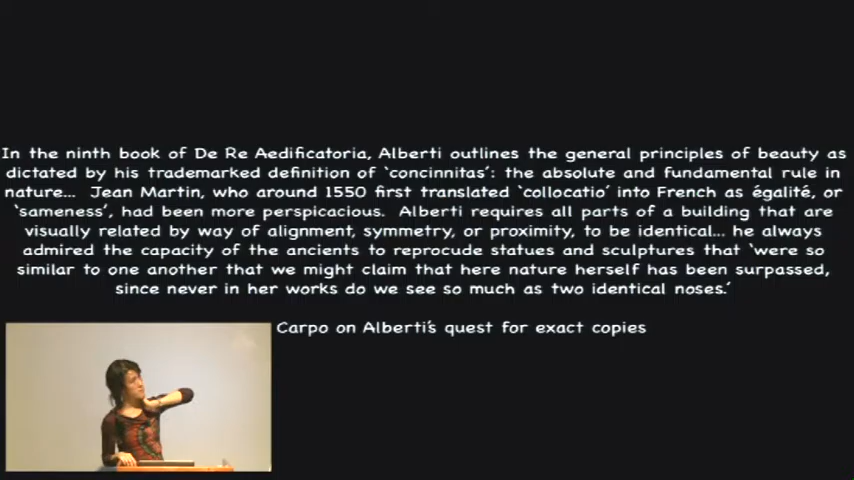 In the ninth book of De Re Aedificatoria, Alberti outlines the general principles of beauty as
dictated by his trademarked definition of ‘concinnitas’: the absolute and fundamental rule in
nature... Jean Martin, who around 1550 first translated ‘collocatio’ into French as égalité, or
‘sameness’, had been more perspicacious. Alberti requires all parts of a building that are
visually related by way of alignment, symmetry, or proximity, to be identical... he always
admired the capacity of the ancients to reprocude statues and sculptures that ‘were so
similar to one another that we might claim that here nature herself has been surpassed,
since never in her works do we see so much as two identical noses.’
Carpo on Alberti’s quest for exact copies